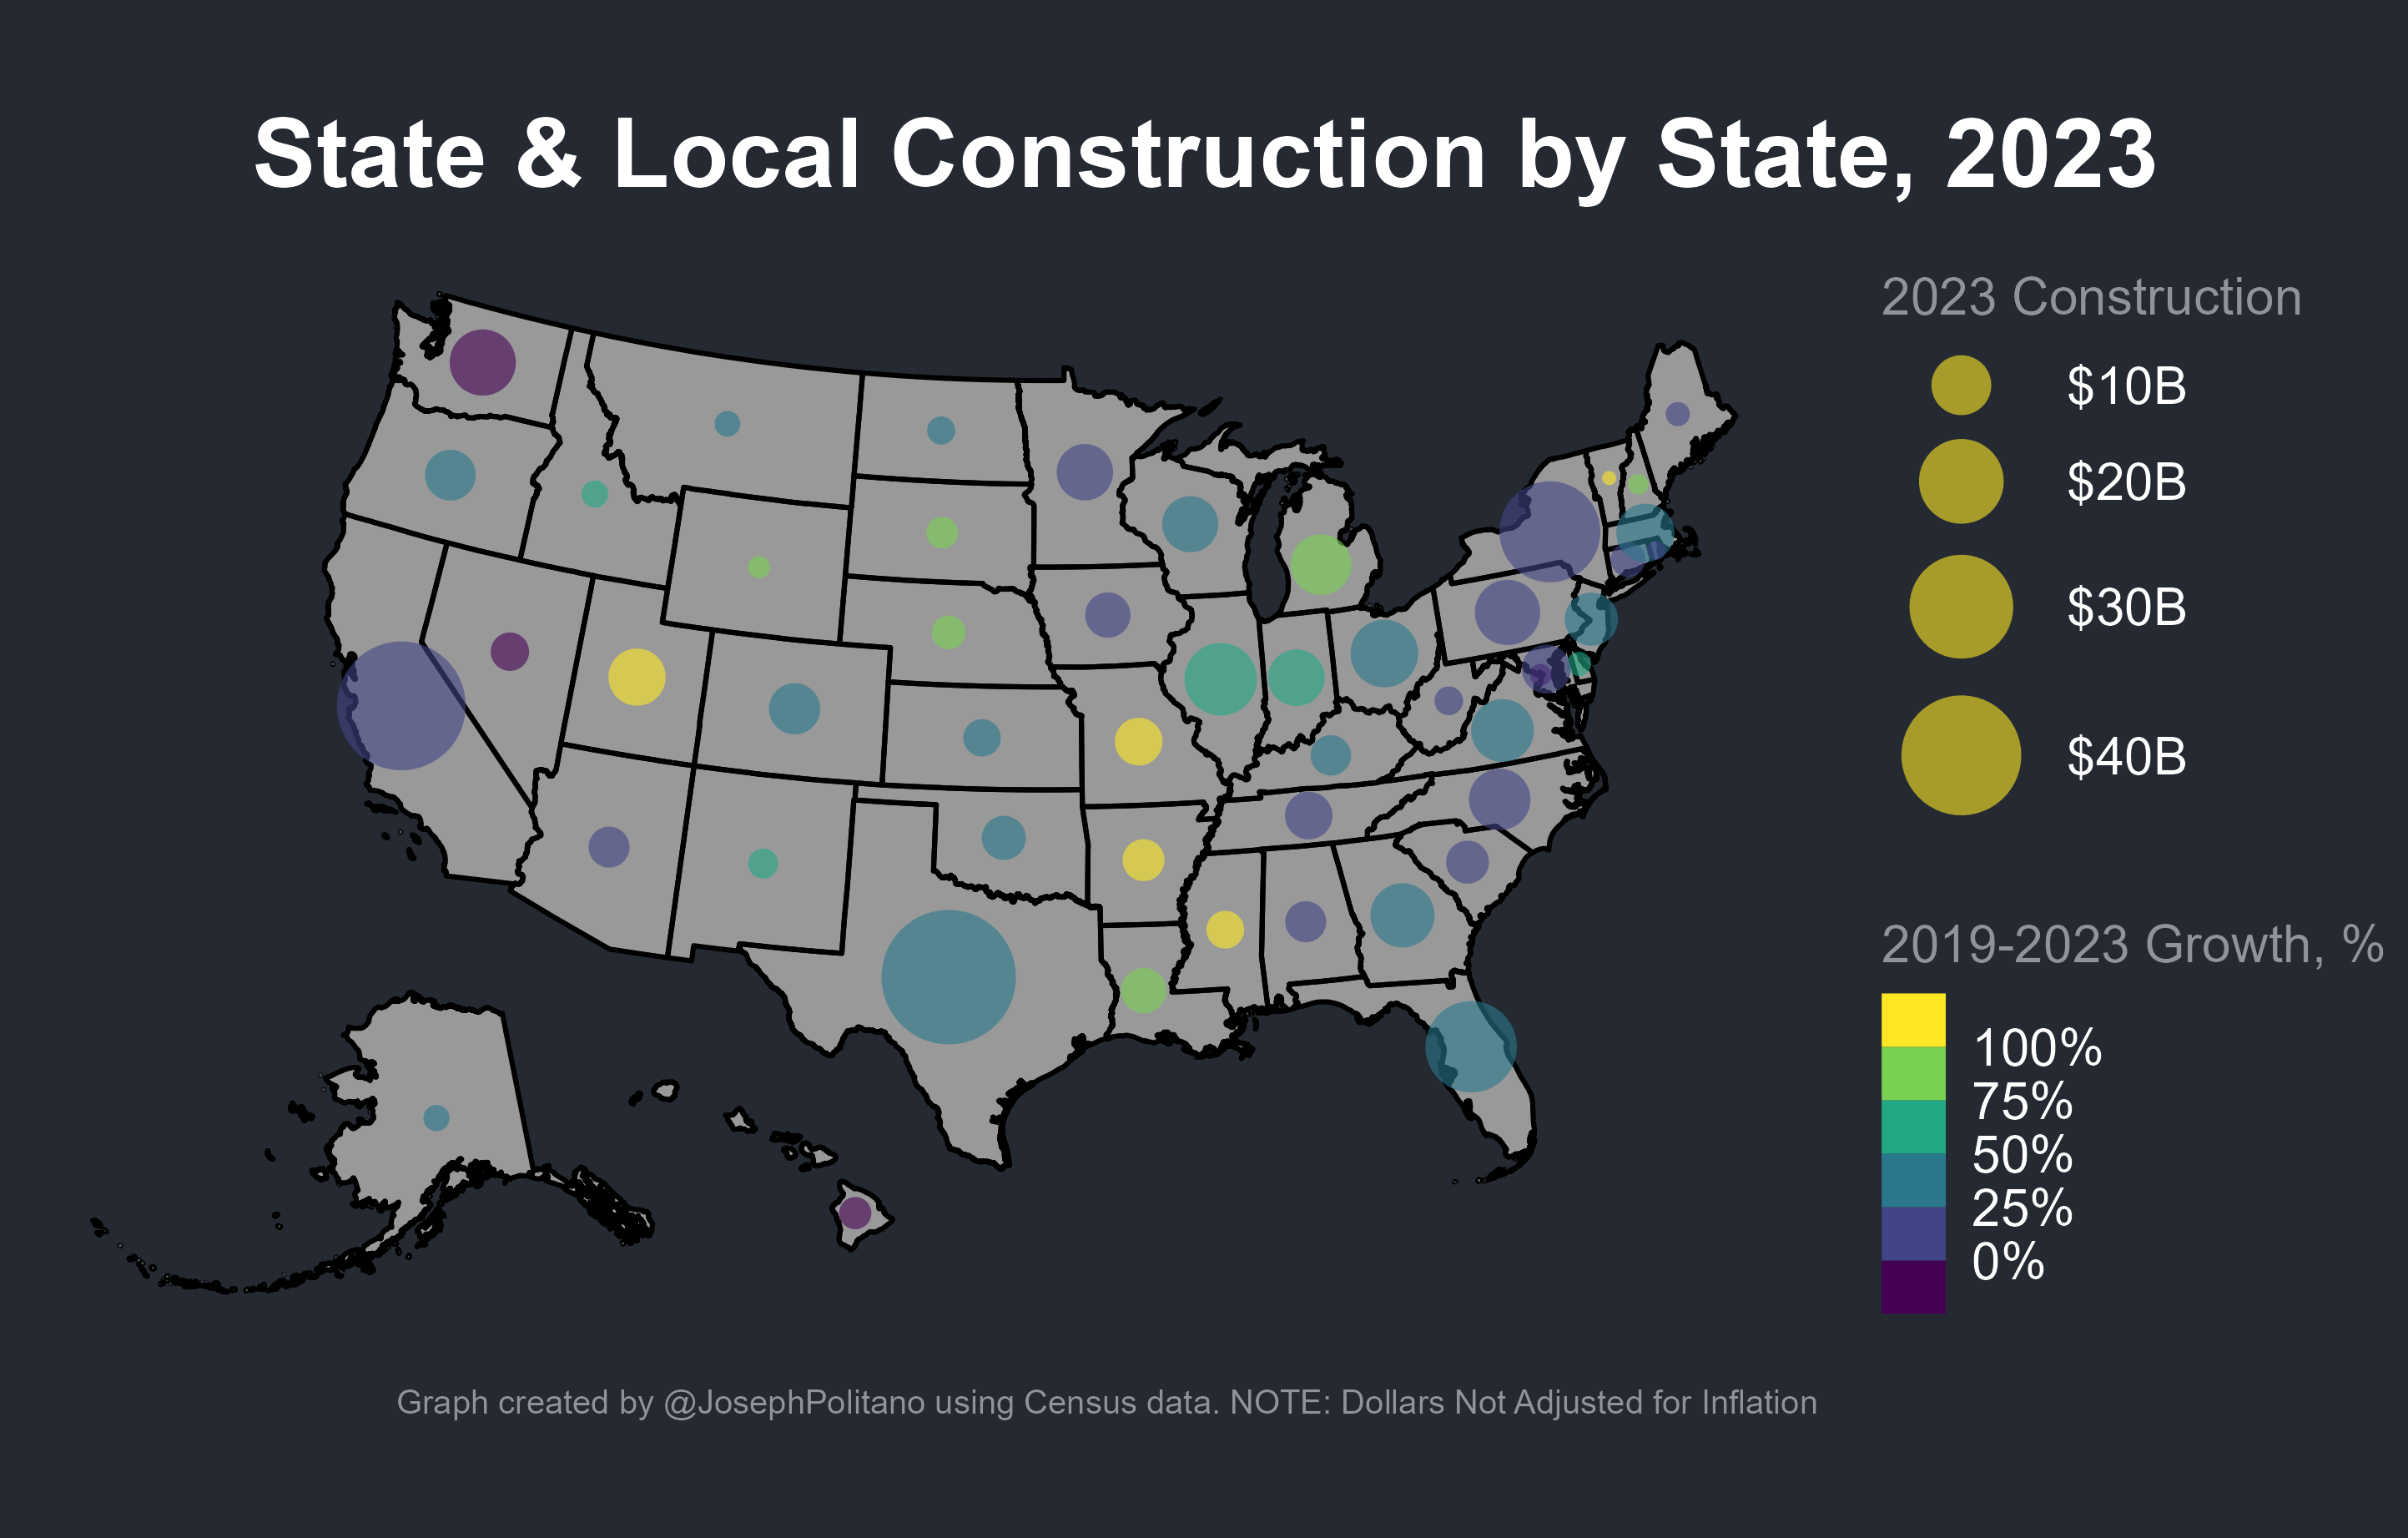 State & Local Construction by State, 2023
2023 Construction
$10B
$20B
$30B
$40B
2019-2023 Growth, %
100%
75%
50%
25%
0%
Graph created by @JosephPolitano using Census data. NOTE: Dollars Not Adjusted for Inflation